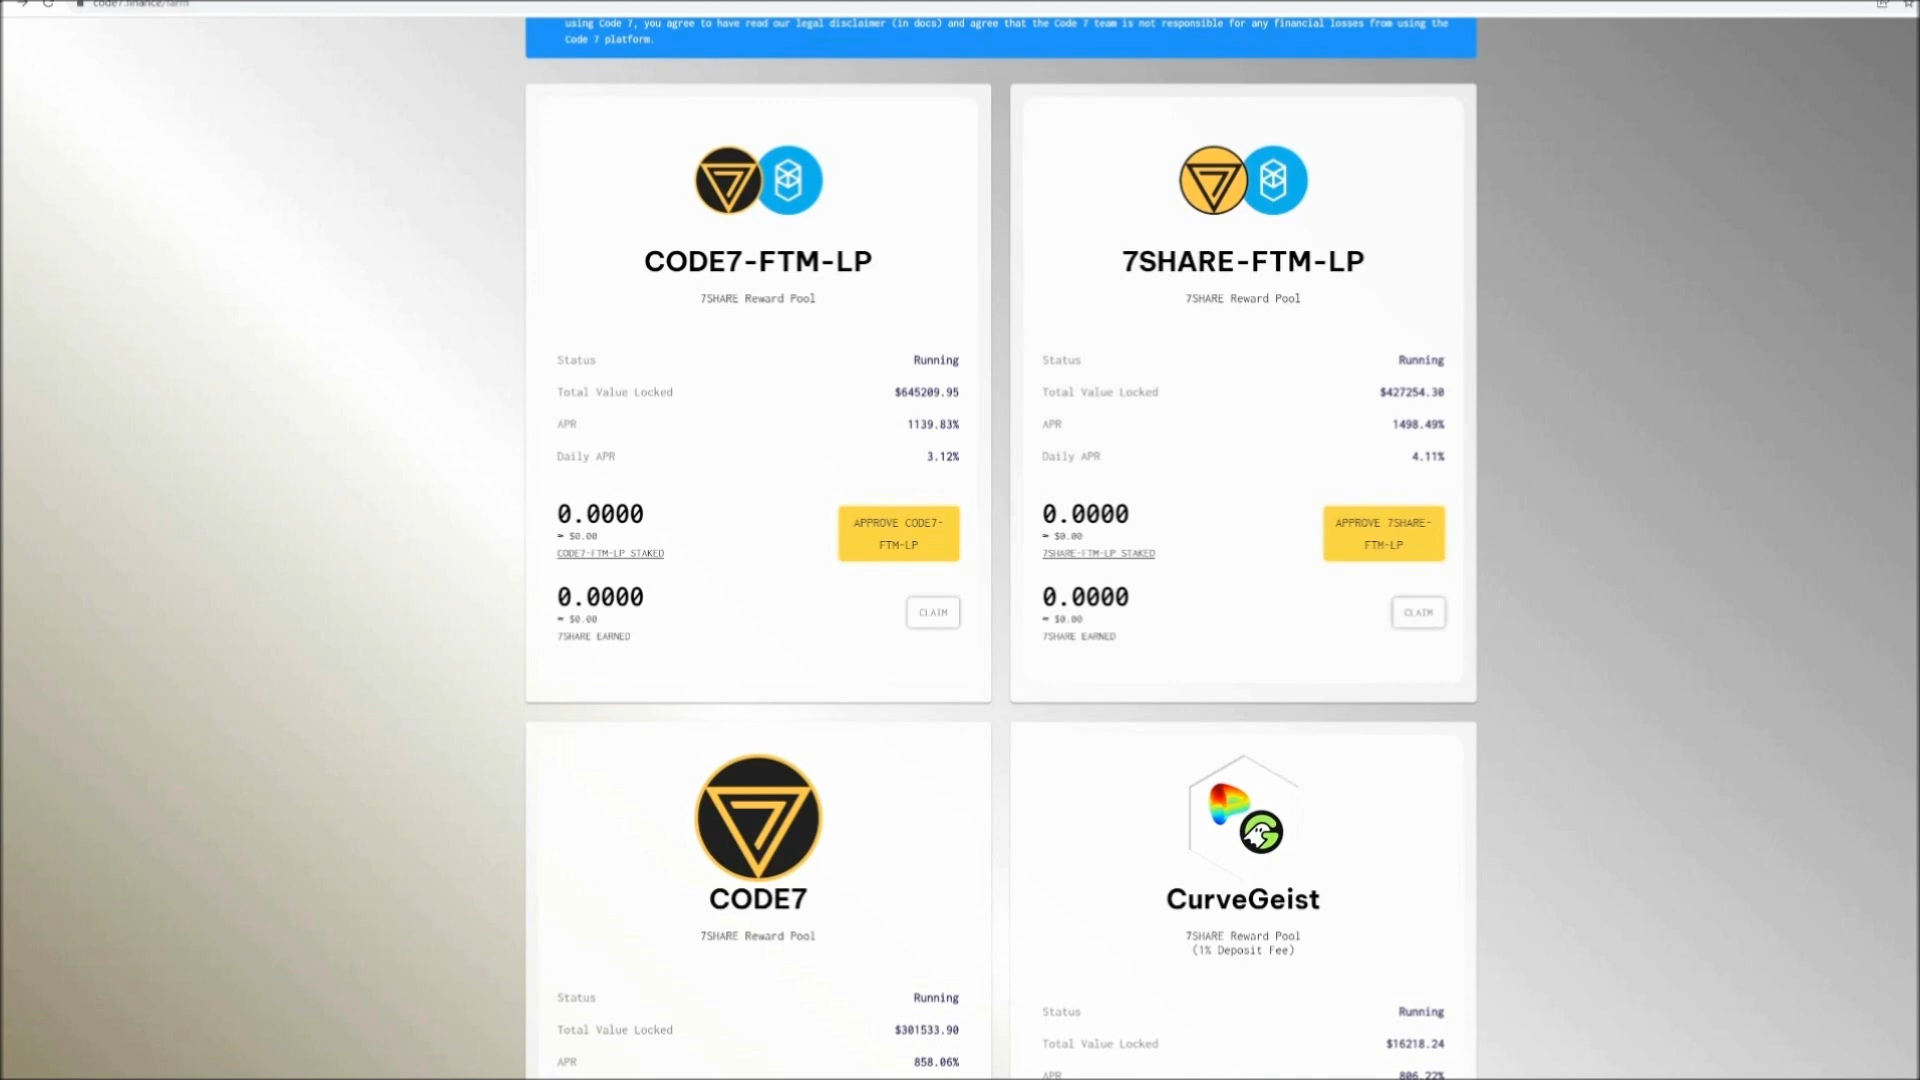 code7.finance/farm
using Code 7, you agree to have read our legal disclaimer (in docs) and agree that the Code 7 team is not responsible for any financial losses from using the
Code 7 platform.
CODE7-FTM-LP
7SHARE Reward Pool
Status Running
Total Value Locked $645209.95
APR 1139.83%
Daily APR 3.12%
0.0000
≈ $0.00
CODE7-FTM-LP STAKED
APPROVE CODE7-
FTM-LP
0.0000
≈ $0.00
7SHARE EARNED
CLAIM
7SHARE-FTM-LP
7SHARE Reward Pool
Status Running
Total Value Locked $427254.30
APR 1498.49%
Daily APR 4.11%
0.0000
≈ $0.00
7SHARE-FTM-LP STAKED
APPROVE 7SHARE-
FTM-LP
0.0000
≈ $0.00
7SHARE EARNED
CLAIM
CODE7
7SHARE Reward Pool
Status Running
Total Value Locked $301533.90
APR 858.06%
CurveGeist
7SHARE Reward Pool
(1% Deposit Fee)
Status Running
Total Value Locked $16218.24
APR 806.22%